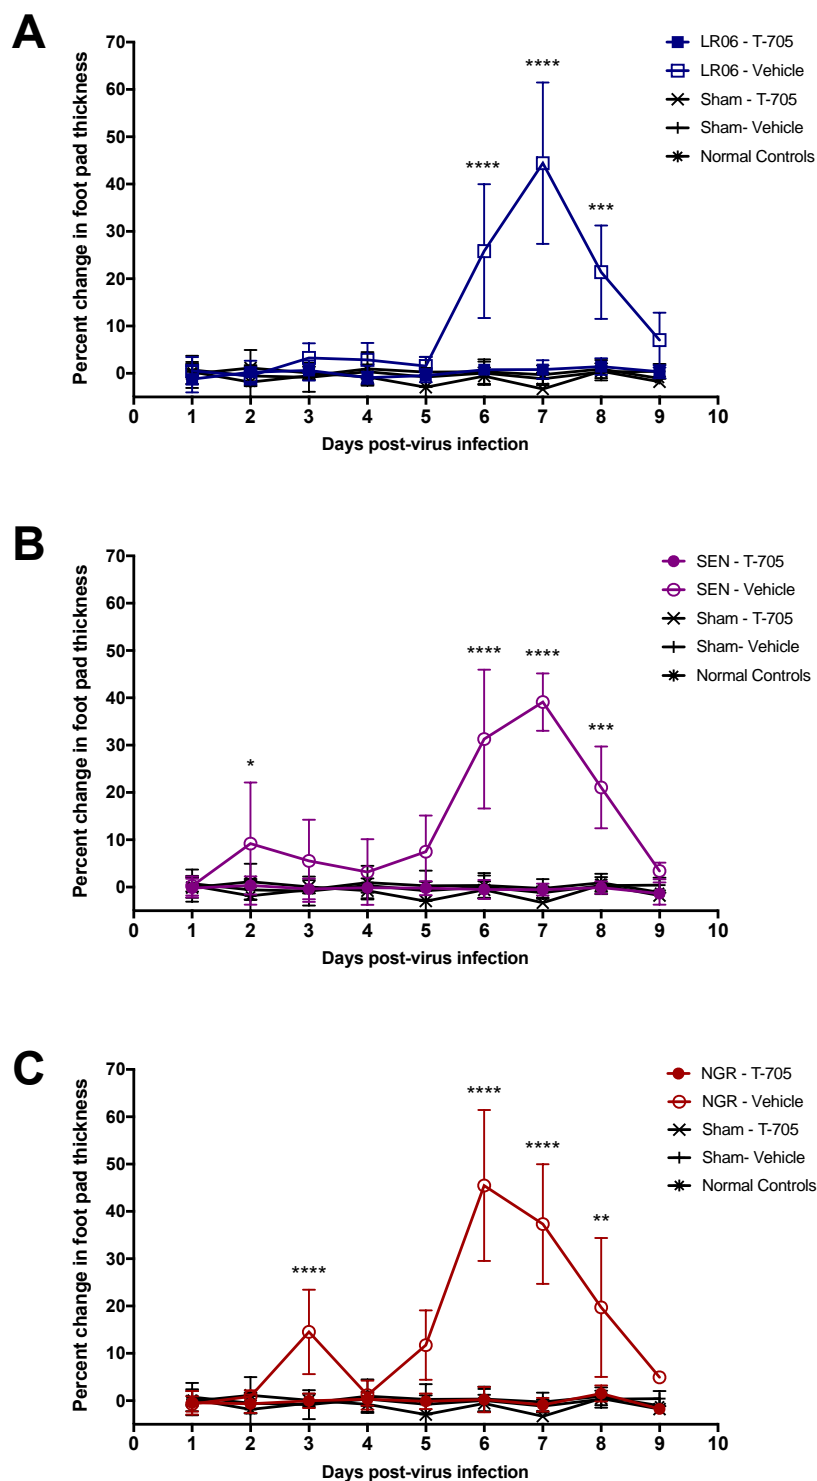 A
Percent change in foot pad thickness
70
60
50
40
30
20
10
0
****
****
***
LR06 - T-705
LR06 - Vehicle
Sham - T-705
Sham- Vehicle
Normal Controls
0 1 2 3 4 5 6 7 8 9 10
Days post-virus infection
B
Percent change in foot pad thickness
70
60
50
40
30
20
10
0
*
****
****
***
SEN - T-705
SEN - Vehicle
Sham - T-705
Sham- Vehicle
Normal Controls
0 1 2 3 4 5 6 7 8 9 10
Days post-virus infection
C
Percent change in foot pad thickness
70
60
50
40
30
20
10
0
****
****
****
**
NGR - T-705
NGR - Vehicle
Sham - T-705
Sham- Vehicle
Normal Controls
0 1 2 3 4 5 6 7 8 9 10
Days post-virus infection